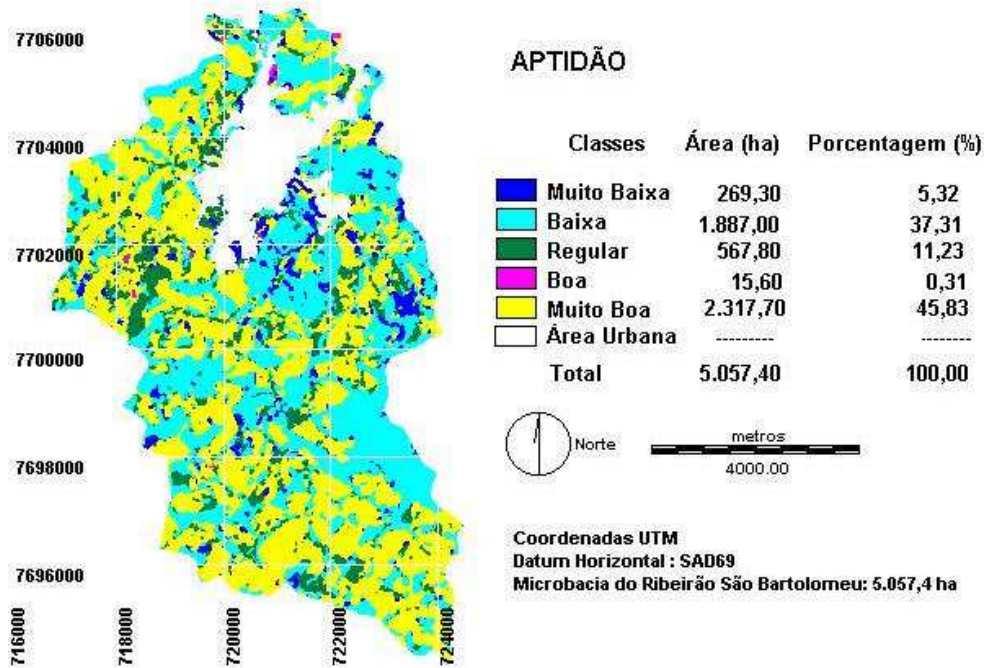 APTIDÃO
Classes Área (ha) Porcentagem (%)
Muito Baixa 269,30 5,32
Baixa 1.887,00 37,31
Regular 567,80 11,23
Boa 15,60 0,31
Muito Boa 2.317,70 45,83
Área Urbana --------- --------
Total 5.057,40 100,00
Norte
metros
4000.00
Coordenadas UTM
Datum Horizontal : SAD69
Microbacia do Ribeirão São Bartolomeu: 5.057,4 ha
7706000
7704000
7702000
7700000
7698000
7696000
716000
718000
720000
722000
724000